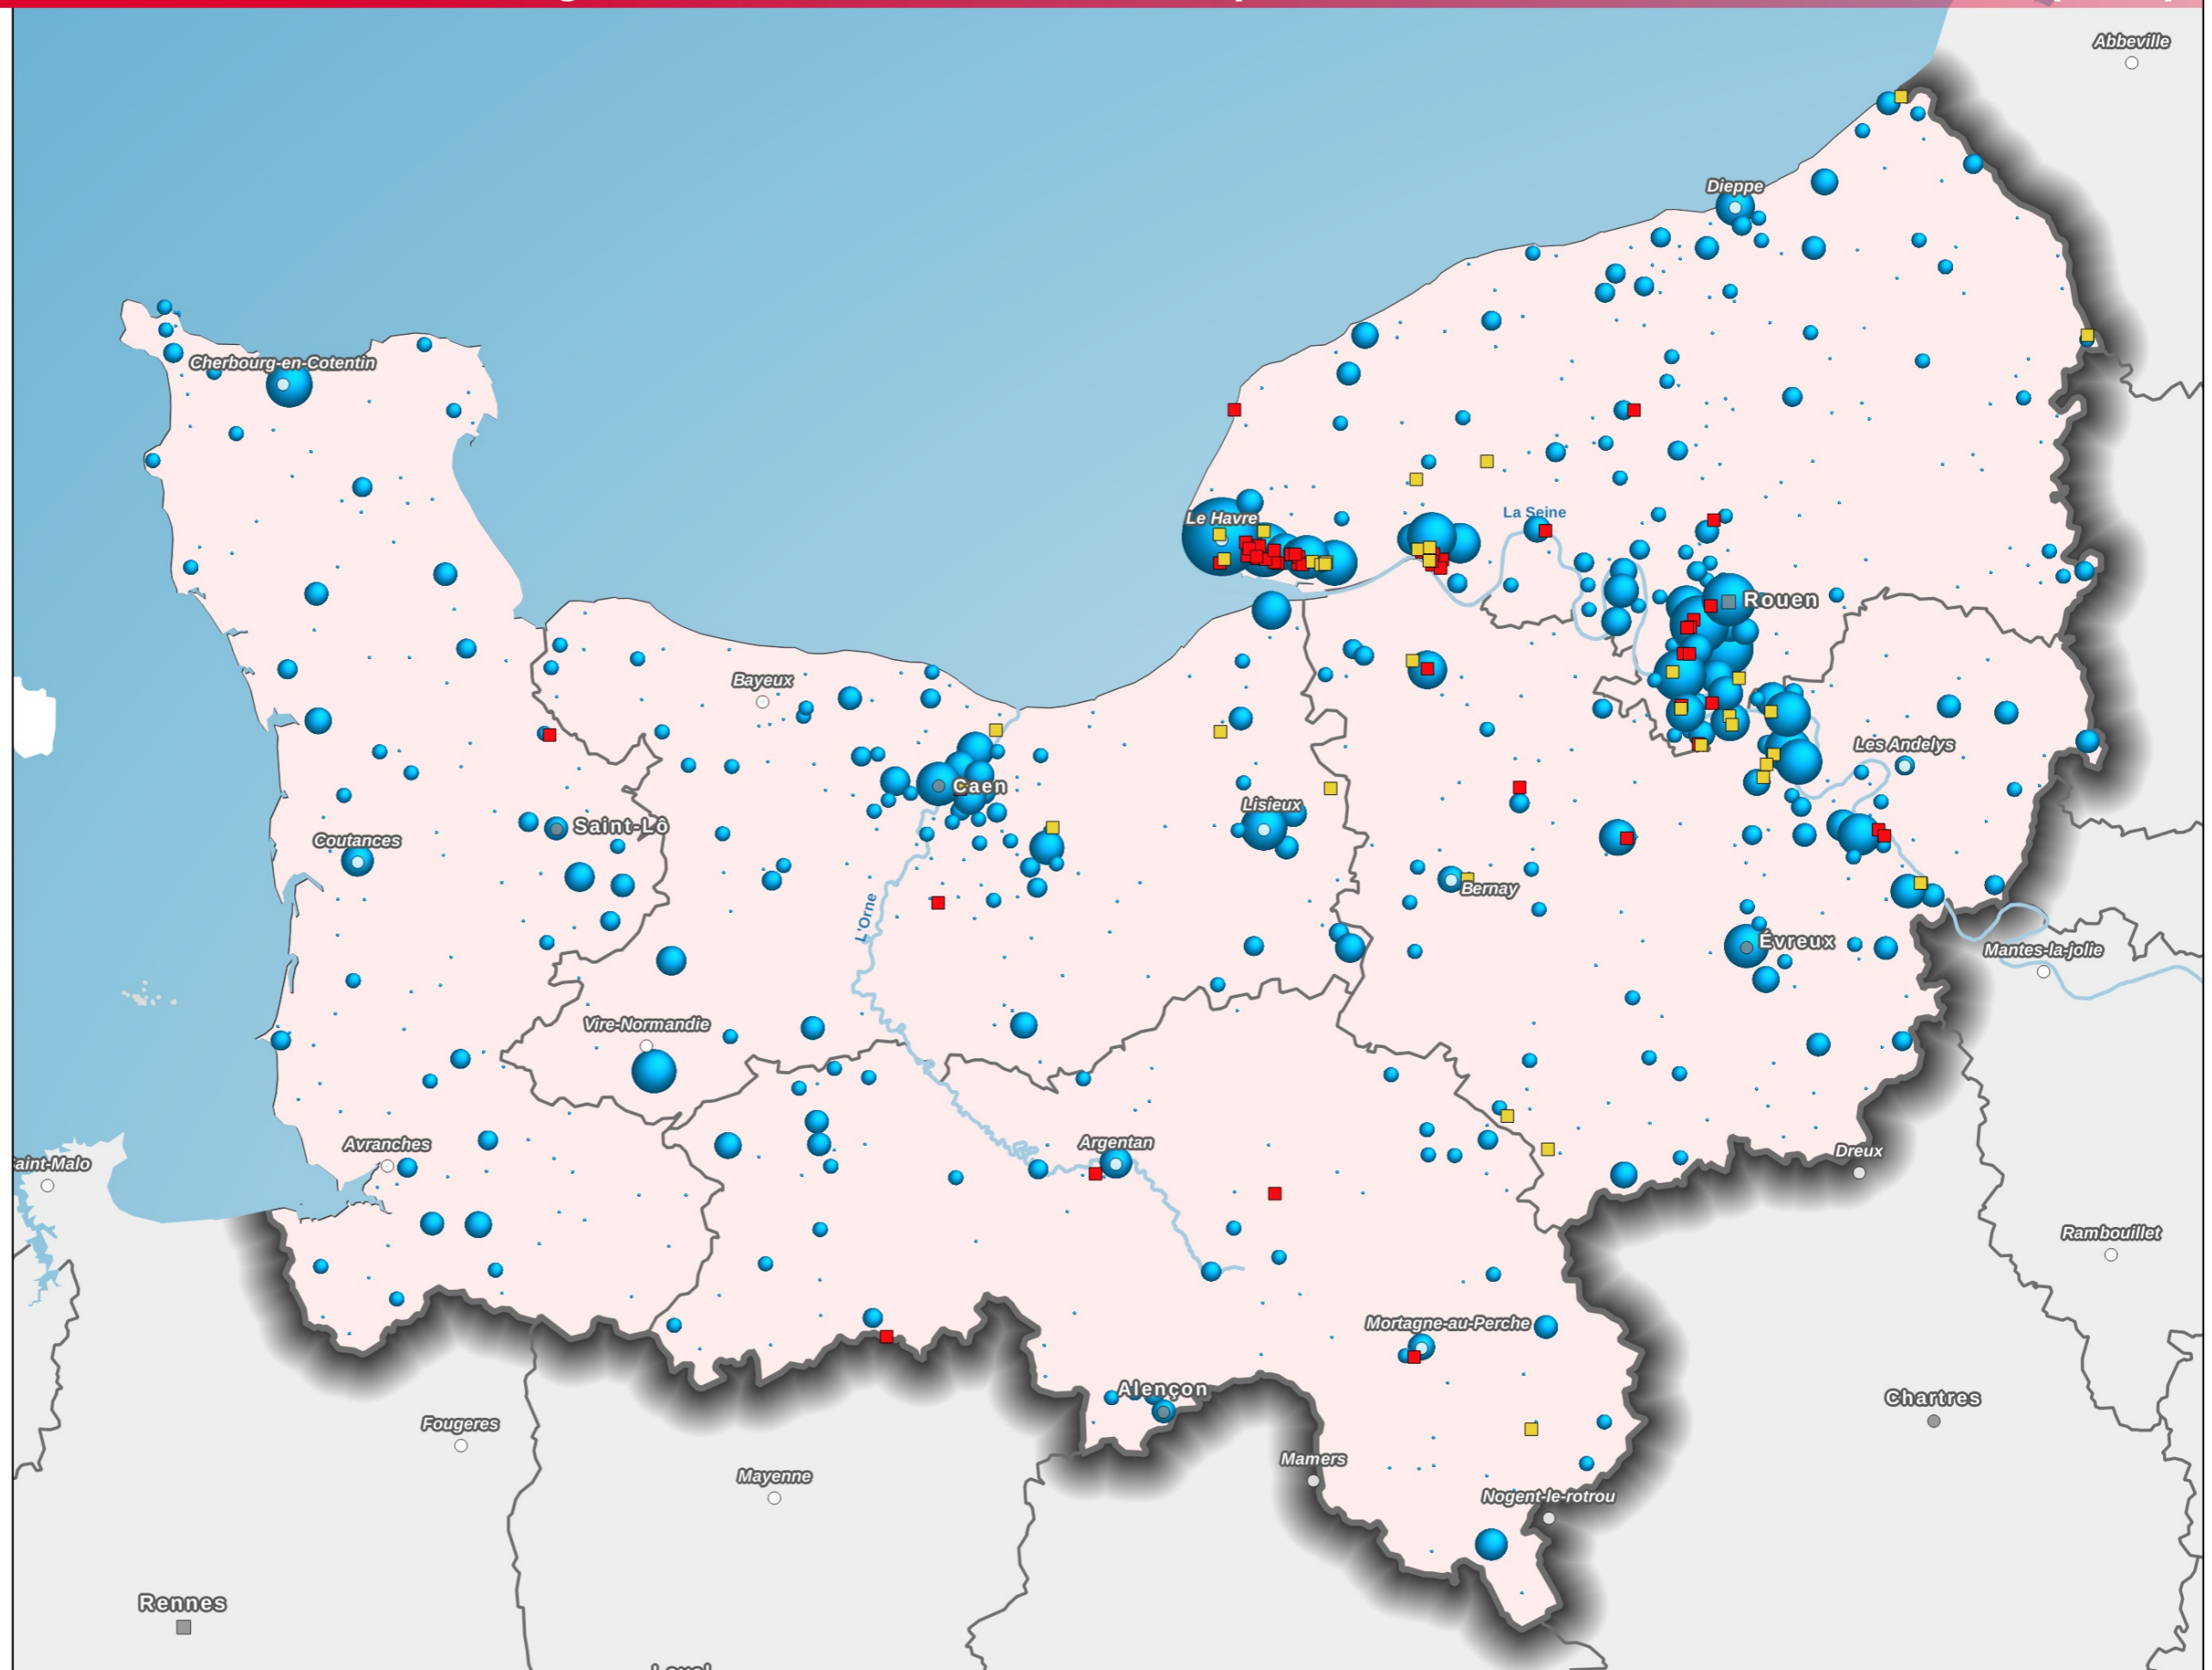 Abbeville
Dieppe
Cherbourg-en-Cotentin
Le Havre
La Seine
Rouen
Bayeux
Les Andelys
Caen
Lisieux
Saint-Lô
Coutances
Bernay
L'Orne
Évreux
Mantes-la-jolie
Vire-Normandie
Avranches
Argentan
Dreux
aint-Malo
Rambouillet
Mortagne-au-Perche
Alençon
Chartres
Fougeres
Mamers
Mayenne
Nogent-le-rotrou
Rennes